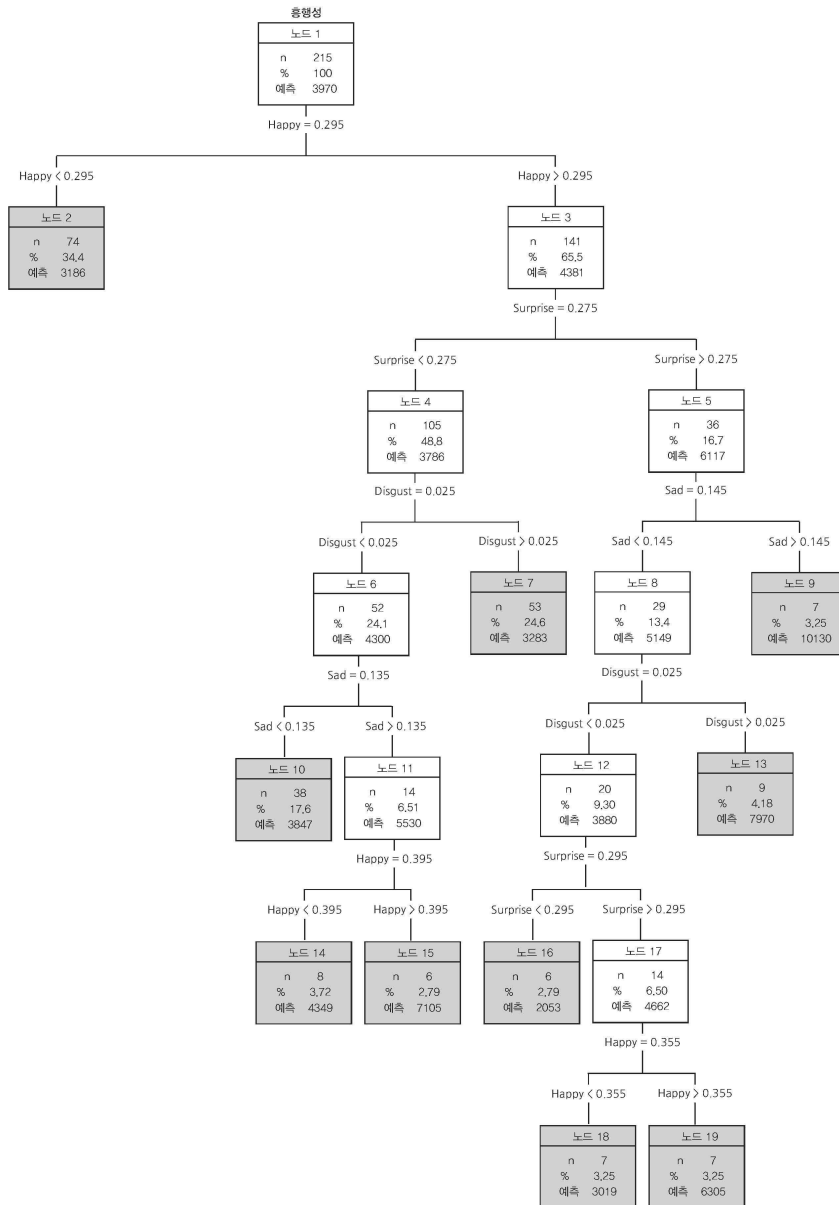 흥행성
노드 1
n 215
% 100
예측 3970
Happy = 0.295
Happy < 0.295
Happy > 0.295
노드 2
n 74
% 34.4
예측 3186
노드 3
n 141
% 65.5
예측 4381
Surprise = 0.275
Surprise < 0.275
Surprise > 0.275
노드 4
n 105
% 48.8
예측 3786
노드 5
n 36
% 16.7
예측 6117
Disgust = 0.025
Sad = 0.145
Disgust < 0.025
Disgust > 0.025
Sad < 0.145
Sad > 0.145
노드 6
n 52
% 24.1
예측 4300
노드 7
n 53
% 24.6
예측 3283
노드 8
n 29
% 13.4
예측 5149
노드 9
n 7
% 3.25
예측 10130
Sad = 0.135
Disgust = 0.025
Sad < 0.135
Sad > 0.135
Disgust < 0.025
Disgust > 0.025
노드 10
n 38
% 17.6
예측 3847
노드 11
n 14
% 6.51
예측 5530
노드 12
n 20
% 9.30
예측 3880
노드 13
n 9
% 4.18
예측 7970
Happy = 0.395
Surprise = 0.295
Happy < 0.395
Happy > 0.395
Surprise < 0.295
Surprise > 0.295
노드 14
n 8
% 3.72
예측 4349
노드 15
n 6
% 2.79
예측 7105
노드 16
n 6
% 2.79
예측 2053
노드 17
n 14
% 6.50
예측 4662
Happy = 0.355
Happy < 0.355
Happy > 0.355
노드 18
n 7
% 3.25
예측 3019
노드 19
n 7
% 3.25
예측 6305